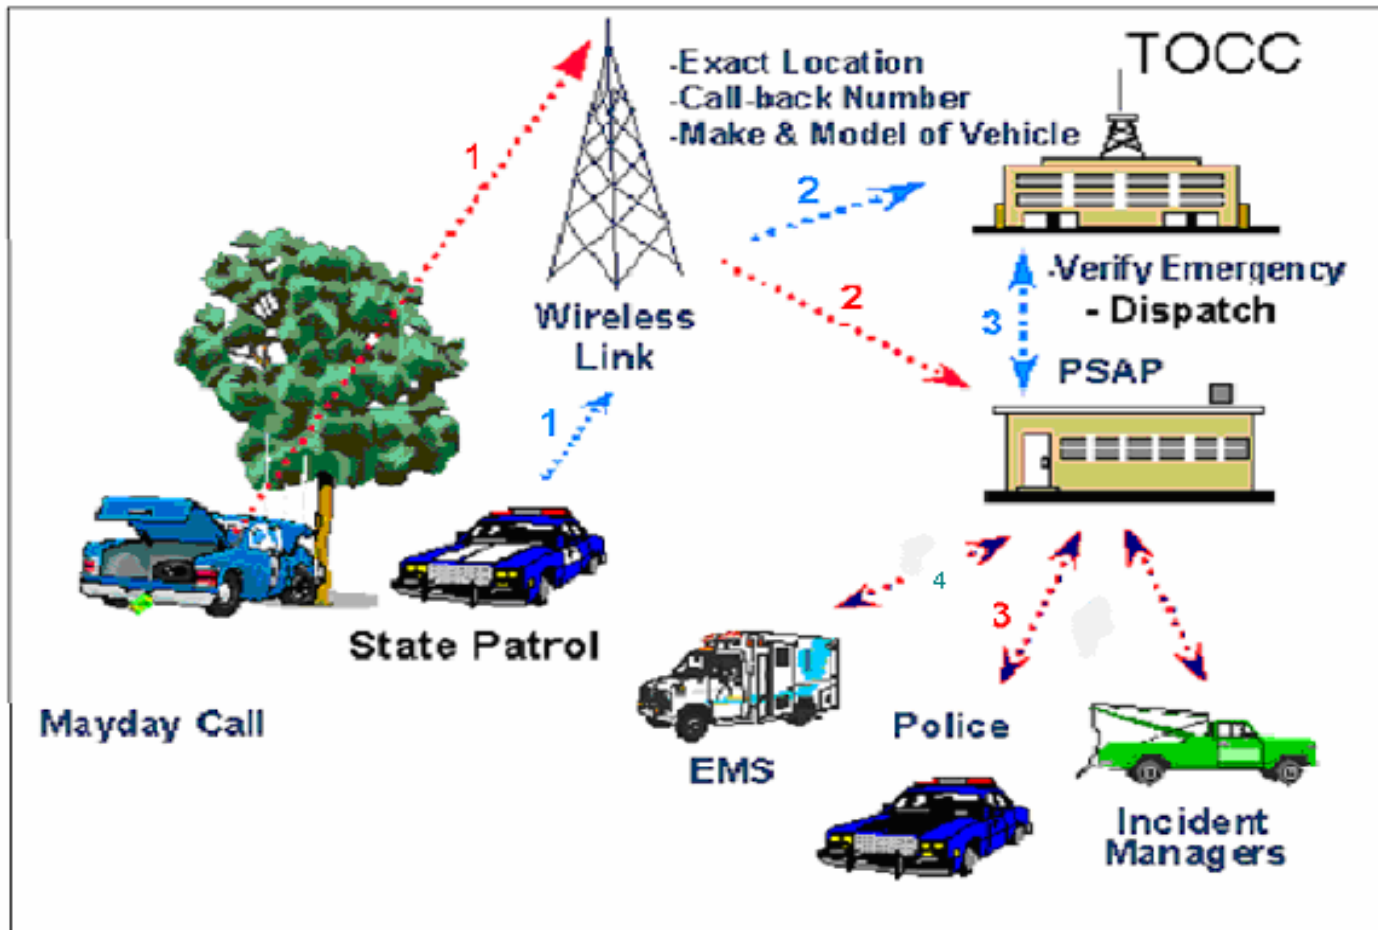 TOCC
-Exact Location
-Call-back Number
-Make & Model of Vehicle
1
2
Wireless
Link
2
-Verify Emergency
- Dispatch
3
PSAP
1
State Patrol
Mayday Call
4
3
EMS
Police
Incident
Managers